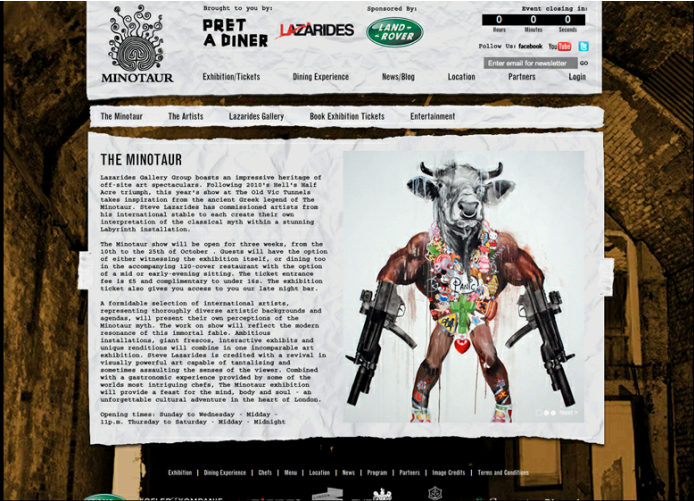 Brought to you by:
Sponsored By:
Event closing in:
PRET
A DINER
LAZARIDES
LAND-
ROVER
0 0 0
Hours Minutes Seconds
Follow Us: facebook YouTube
Enter email for newsletter GO
MINOTAUR
Exhibition/Tickets Dining Experience News/Blog Location Partners Login
The Minotaur The Artists Lazarides Gallery Book Exhibition Tickets Entertainment
THE MINOTAUR
Lazarides Gallery Group boasts an impressive heritage of
off-site art spectaculars. Following 2010's Hell's Half
Acre triumph, this year's show at The Old Vic Tunnels
takes inspiration from the ancient Greek legend of The
Minotaur. Steve Lazarides has commissioned artists from
his international stable to each create their own
interpretation of the classical myth within a stunning
Labyrinth installation.
The Minotaur show will be open for three weeks, from the
10th to the 25th of October . Guests will have the option
of either witnessing the exhibition itself, or dining too
in the accompanying 120-cover restaurant with the option
of a mid or early-evening sitting. The ticket entrance
fee is £5 and complimentary to under 16s. The exhibition
ticket also gives you access to you our late night bar.
A formidable selection of international artists,
representing thoroughly diverse artistic backgrounds and
agendas, will present their own perceptions of the
Minotaur myth. The work on show will reflect the modern
resonance of this immortal fable. Ambitious
installations, giant frescos, interactive exhibits and
unique renditions will combine in one incomparable art
exhibition. Steve Lazarides is credited with a revival in
visually powerful art capable of tantalising and
sometimes assaulting the senses of the viewer. Combined
with a gastronomic experience provided by some of the
worlds most intriguing chefs, The Minotaur exhibition
will provide a feast for the mind, body and soul - an
unforgettable cultural adventure in the heart of London.
Opening times: Sunday to Wednesday - Midday -
11p.m. Thursday to Saturday - Midday - Midnight
PANIC
Next >
Exhibition | Dining Experience | Chefs | Menu | Location | News | Program | Partners | Image Credits | Terms and Conditions